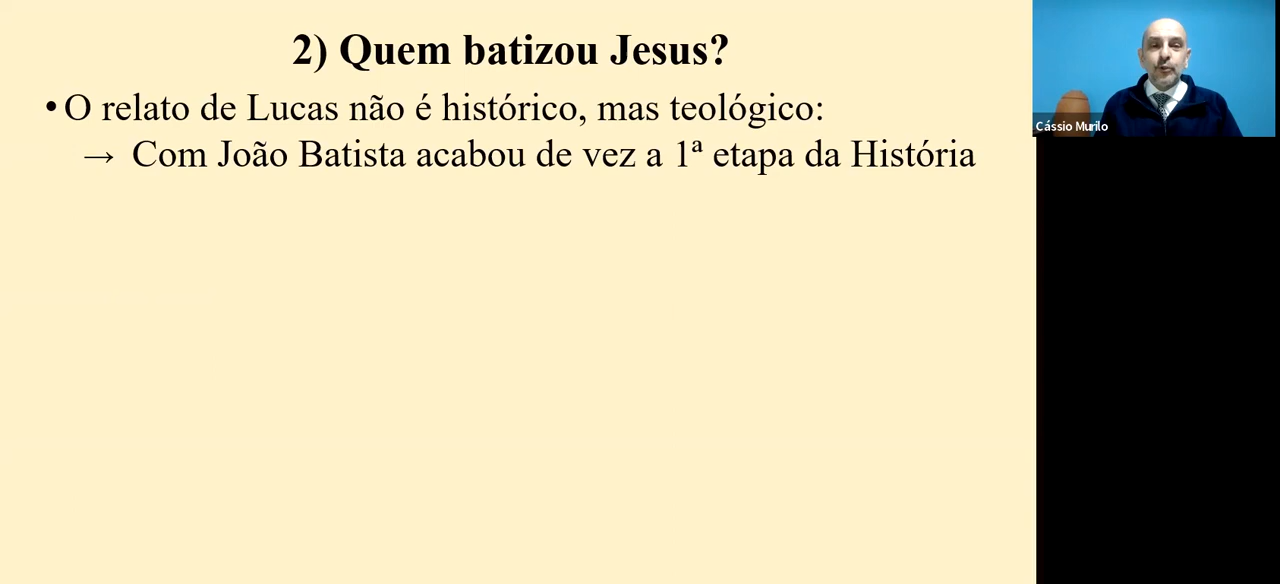 2) Quem batizou Jesus?
• O relato de Lucas não é histórico, mas teológico:
→ Com João Batista acabou de vez a 1ª etapa da História
Cássio Murilo